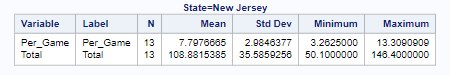 State=New Jersey
Variable Label N Mean Std Dev Minimum Maximum
Per_Game Per_Game 13 7.7976665 2.9846377 3.2625000 13.3090909
Total Total 13 108.8815385 35.5859256 50.1000000 146.4000000